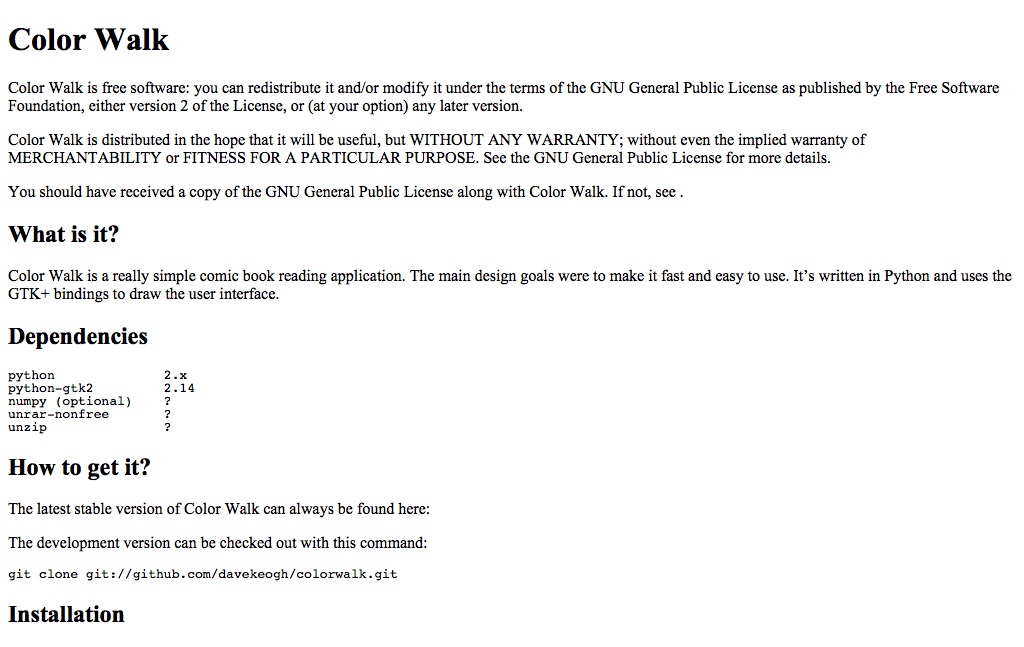 Color Walk
Color Walk is free software: you can redistribute it and/or modify it under the terms of the GNU General Public License as published by the Free Software
Foundation, either version 2 of the License, or (at your option) any later version.
Color Walk is distributed in the hope that it will be useful, but WITHOUT ANY WARRANTY; without even the implied warranty of
MERCHANTABILITY or FITNESS FOR A PARTICULAR PURPOSE. See the GNU General Public License for more details.
You should have received a copy of the GNU General Public License along with Color Walk. If not, see .
What is it?
Color Walk is a really simple comic book reading application. The main design goals were to make it fast and easy to use. It’s written in Python and uses the
GTK+ bindings to draw the user interface.
Dependencies
python 2.x
python-gtk2 2.14
numpy (optional) ?
unrar-nonfree ?
unzip ?
How to get it?
The latest stable version of Color Walk can always be found here:
The development version can be checked out with this command:
git clone git://github.com/davekeogh/colorwalk.git
Installation